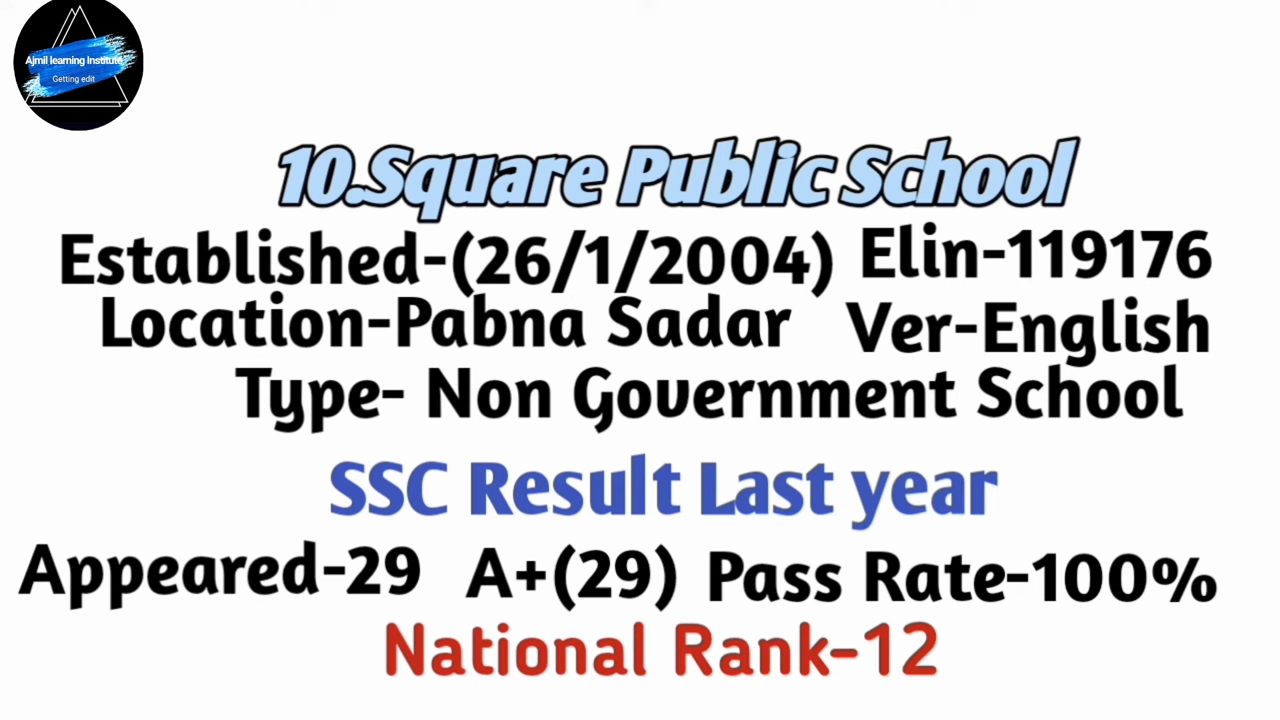 Ajmil learning Institute
Getting edit
10.Square Public School
Established-(26/1/2004) Elin-119176
Location-Pabna Sadar Ver-English
Type- Non Government School
SSC Result Last year
Appeared-29 A+(29) Pass Rate-100%
National Rank-12